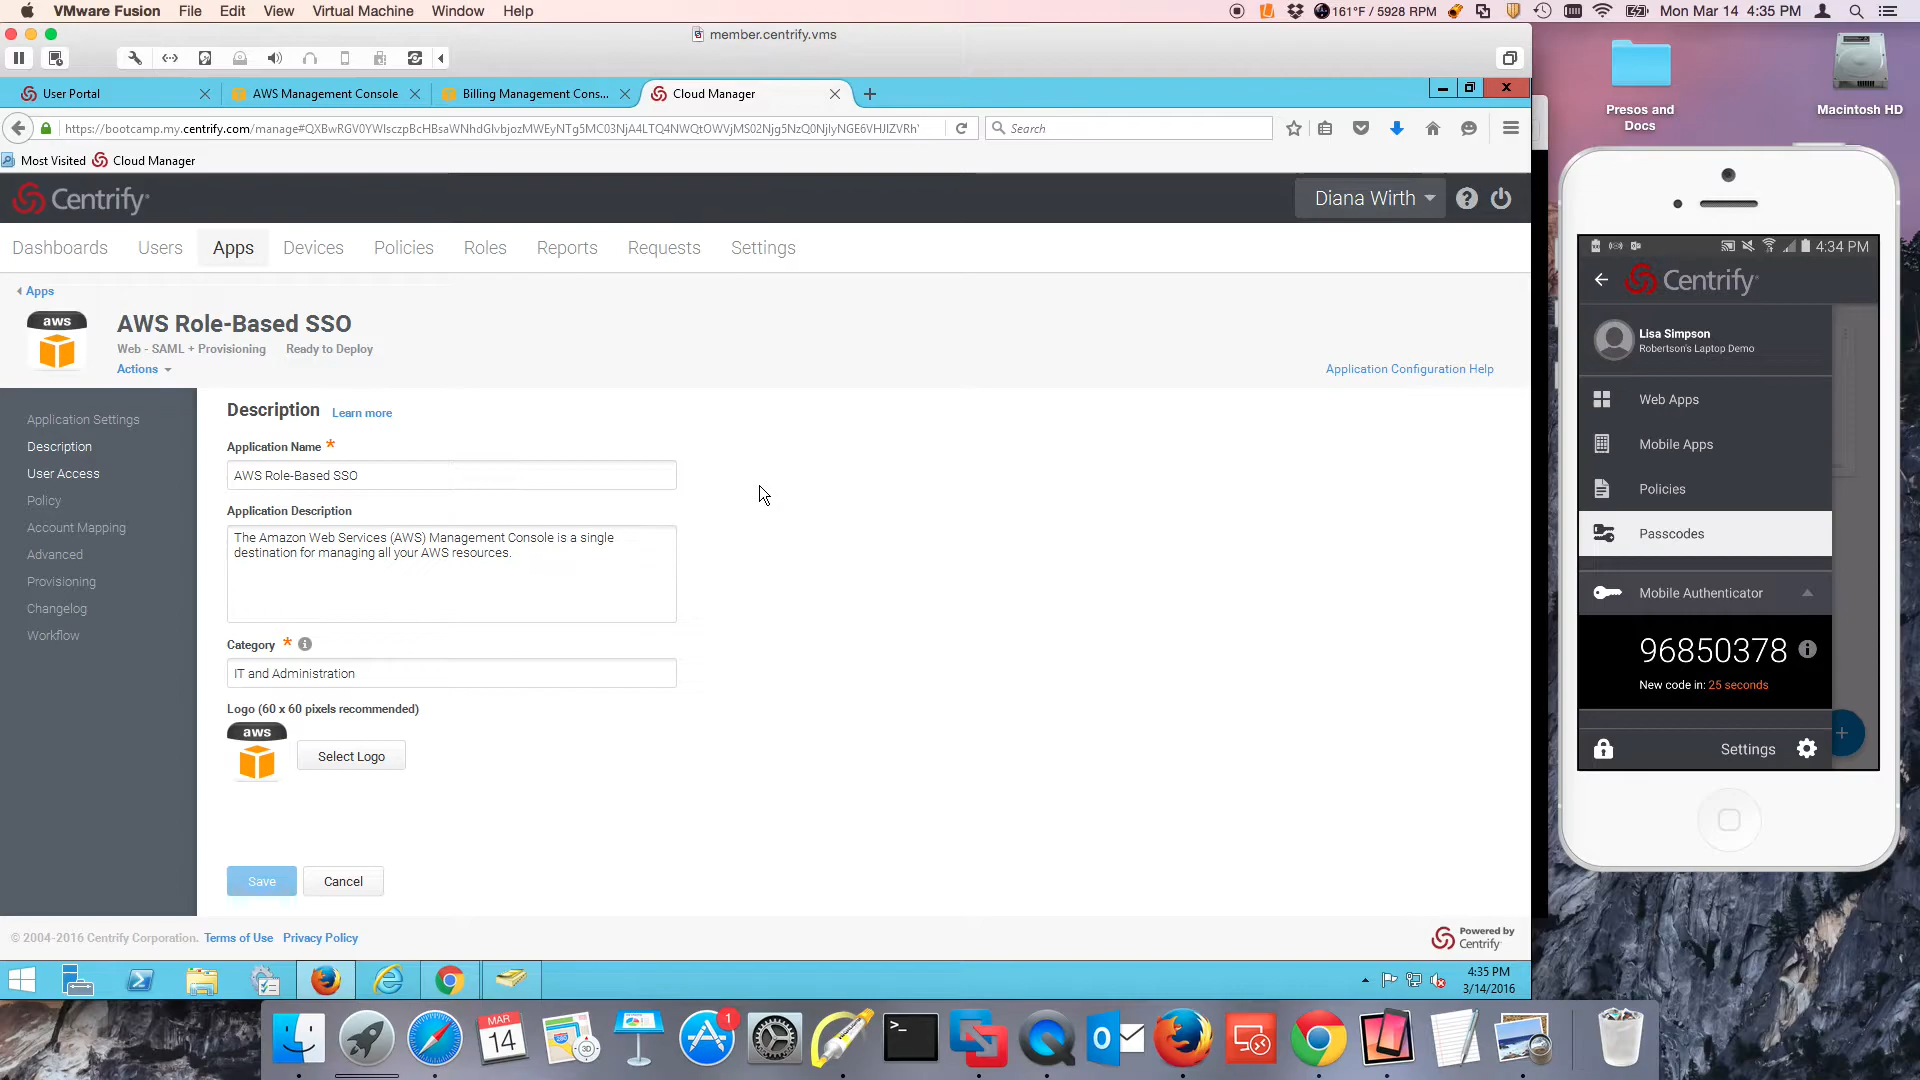 VMware Fusion File Edit View Virtual Machine Window Help
161°F / 5928 RPM Mon Mar 14 4:35 PM
member.centrify.vms
User Portal
AWS Management Console
Billing Management Cons...
Cloud Manager
https://bootcamp.my.centrify.com/manage#
Search
Most Visited Cloud Manager
Centrify
Diana Wirth
Dashboards Users Apps Devices Policies Roles Reports Requests Settings
Apps
aws
AWS Role-Based SSO
Web - SAML + Provisioning Ready to Deploy
Actions
Application Configuration Help
Application Settings
Description
User Access
Policy
Account Mapping
Advanced
Provisioning
Changelog
Workflow
Description Learn more
Application Name *
AWS Role-Based SSO
Application Description
The Amazon Web Services (AWS) Management Console is a single
destination for managing all your AWS resources.
Category *
IT and Administration
Logo (60 x 60 pixels recommended)
aws
Select Logo
Save Cancel
© 2004-2016 Centrify Corporation. Terms of Use Privacy Policy
Powered by
Centrify
4:35 PM
3/14/2016
Presos and
Docs
Macintosh HD
4:34 PM
Centrify
Lisa Simpson
Robertson's Laptop Demo
Web Apps
Mobile Apps
Policies
Passcodes
Mobile Authenticator
96850378
New code in: 25 seconds
Settings
MAR
14
3D
1